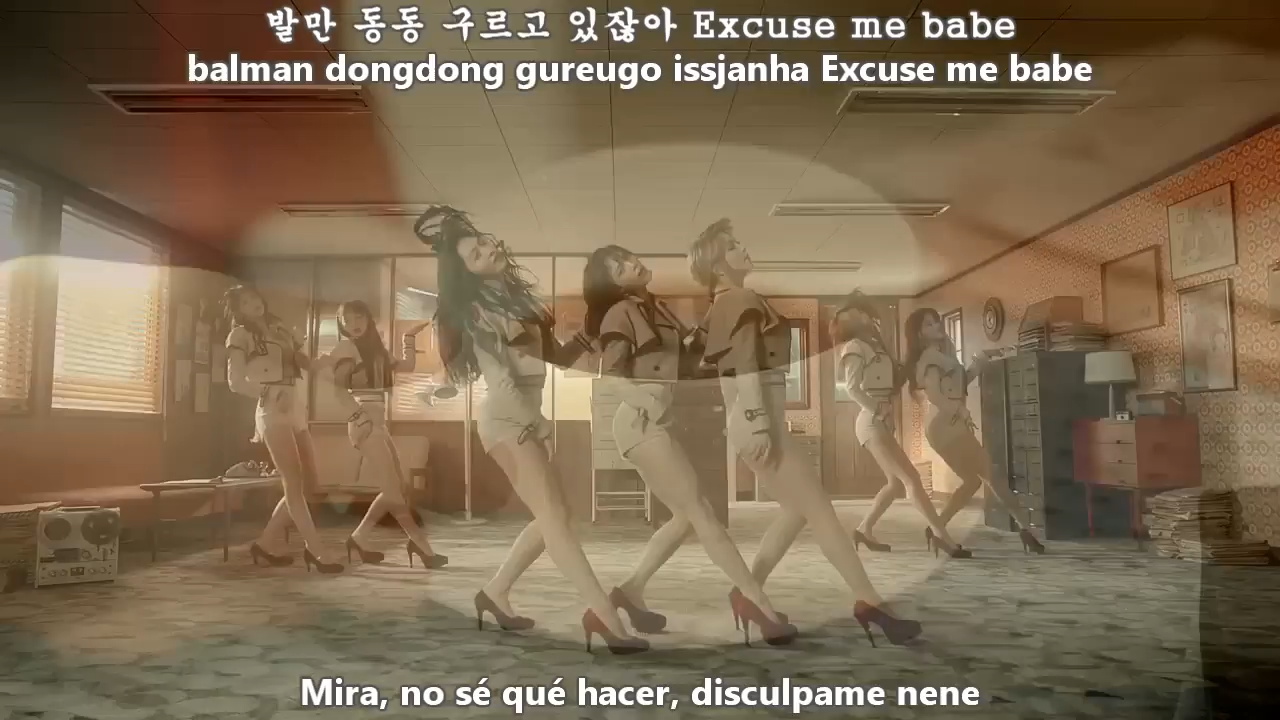 발만 동동 구르고 있잖아 Excuse me babe
balman dongdong gureugo issjanha Excuse me babe
Mira, no sé qué hacer, disculpame nene